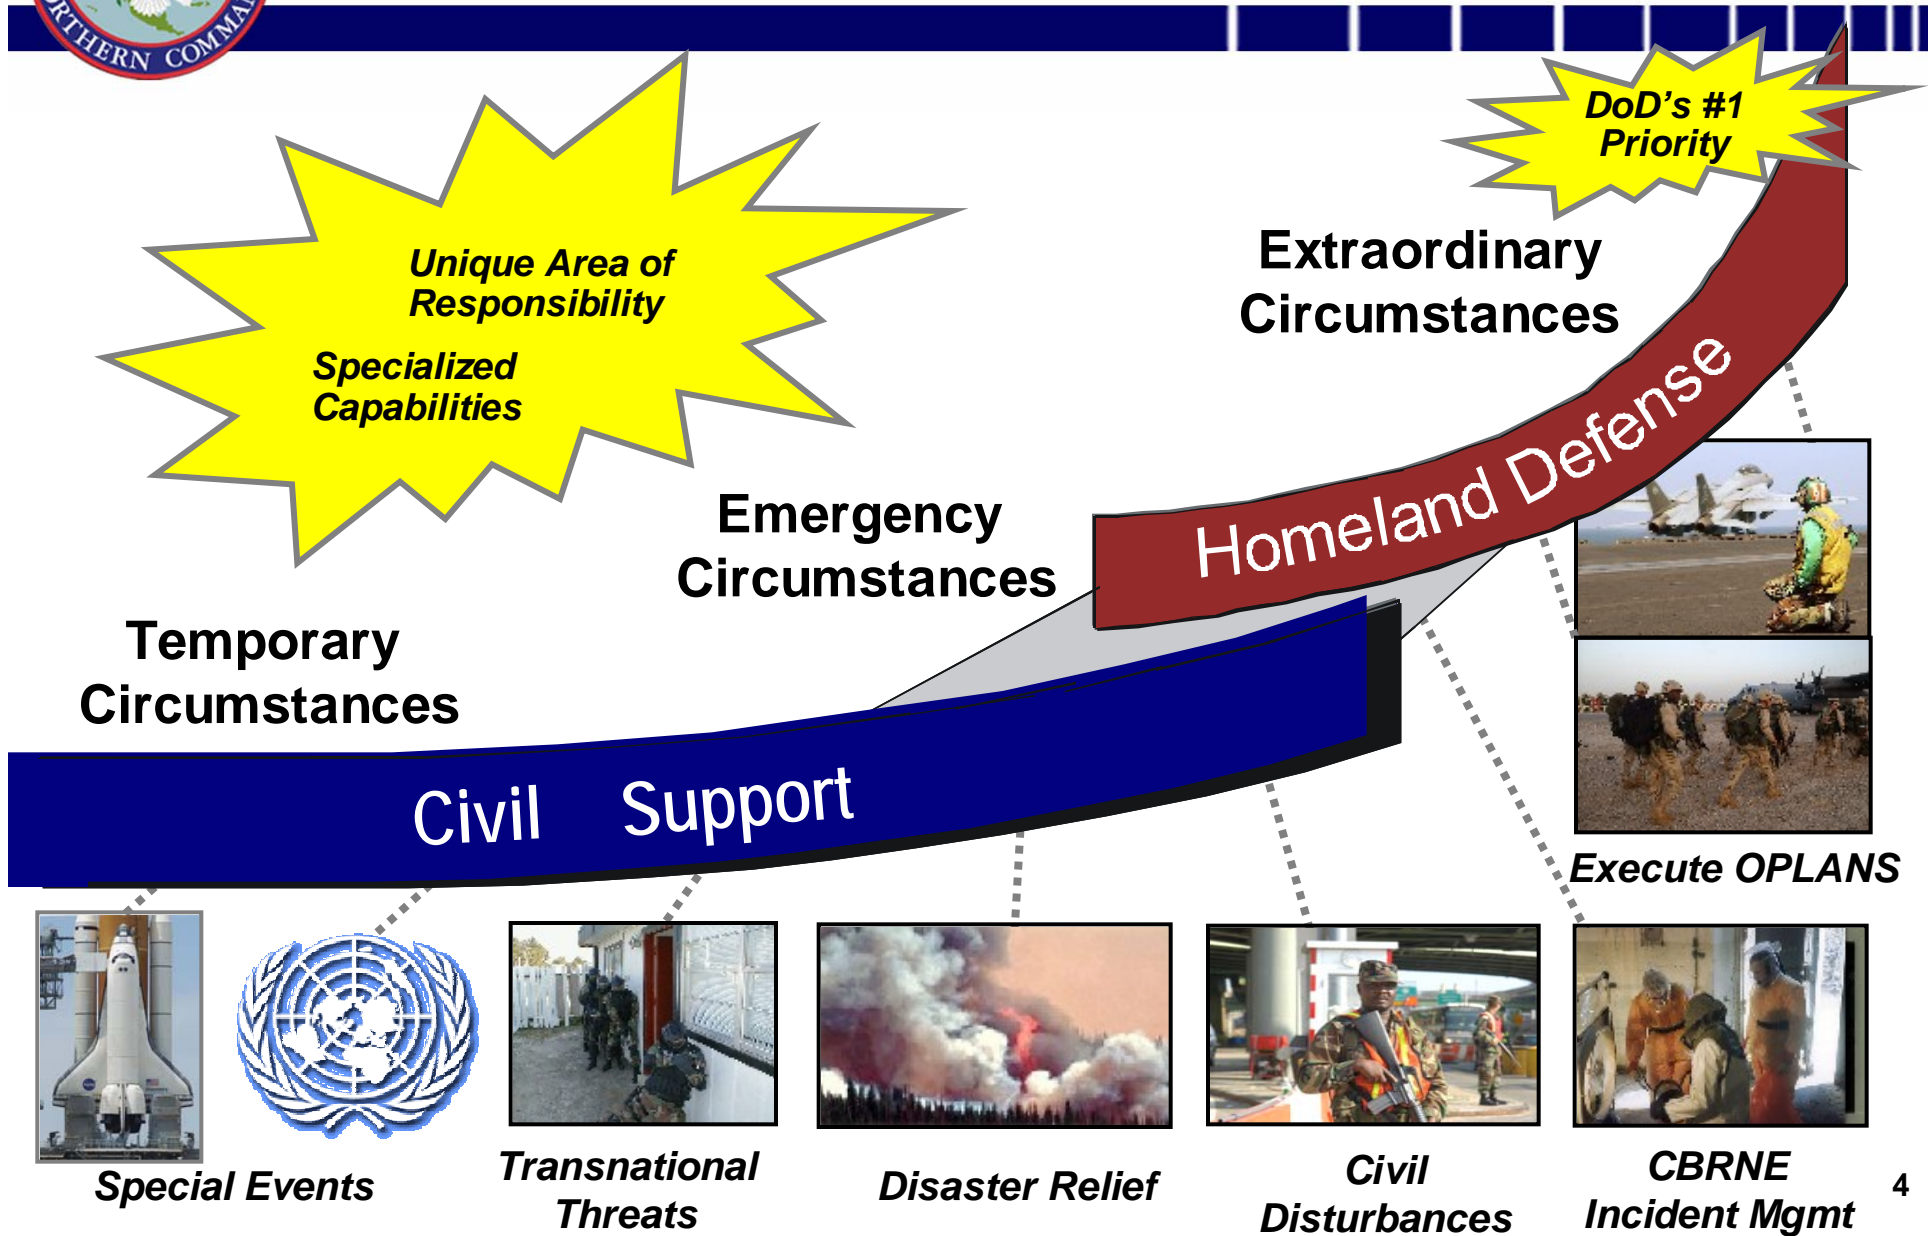 THERN COMM
DoD's #1
Priority
Unique Area of
Responsibility
Specialized
Capabilities
Extraordinary
Circumstances
Homeland Defense
Emergency
Circumstances
Temporary
Circumstances
Civil Support
Execute OPLANS
Special Events
Transnational
Threats
Disaster Relief
Civil
Disturbances
CBRNE
Incident Mgmt
4